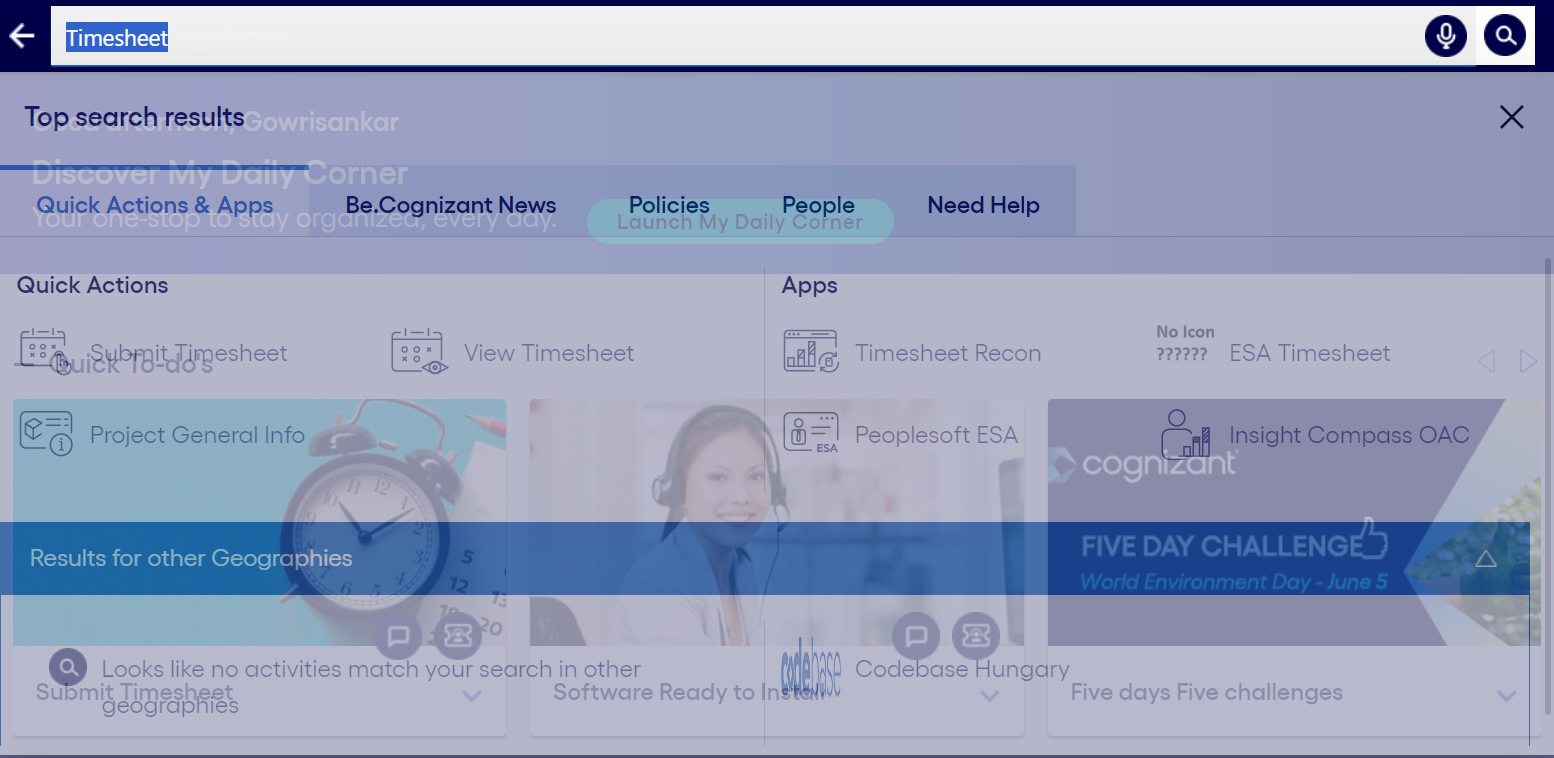 Timesheet
Top search results
Good afternoon, Gowrisankar
Discover My Daily Corner
Quick Actions & Apps
Be.Cognizant News
Policies
People
Need Help
Your one-stop to stay organized, every day.
Launch My Daily Corner
Quick Actions
Apps
Submit Timesheet
View Timesheet
Timesheet Recon
No Icon
??????
ESA Timesheet
Quick To-do's
Project General Info
Peoplesoft ESA
ESA
Insight Compass OAC
cognizant
FIVE DAY CHALLENGE
World Environment Day - June 5
Results for other Geographies
Looks like no activities match your search in other
geographies
codebase
Codebase Hungary
Submit Timesheet
Software Ready to Install
Five days Five challenges